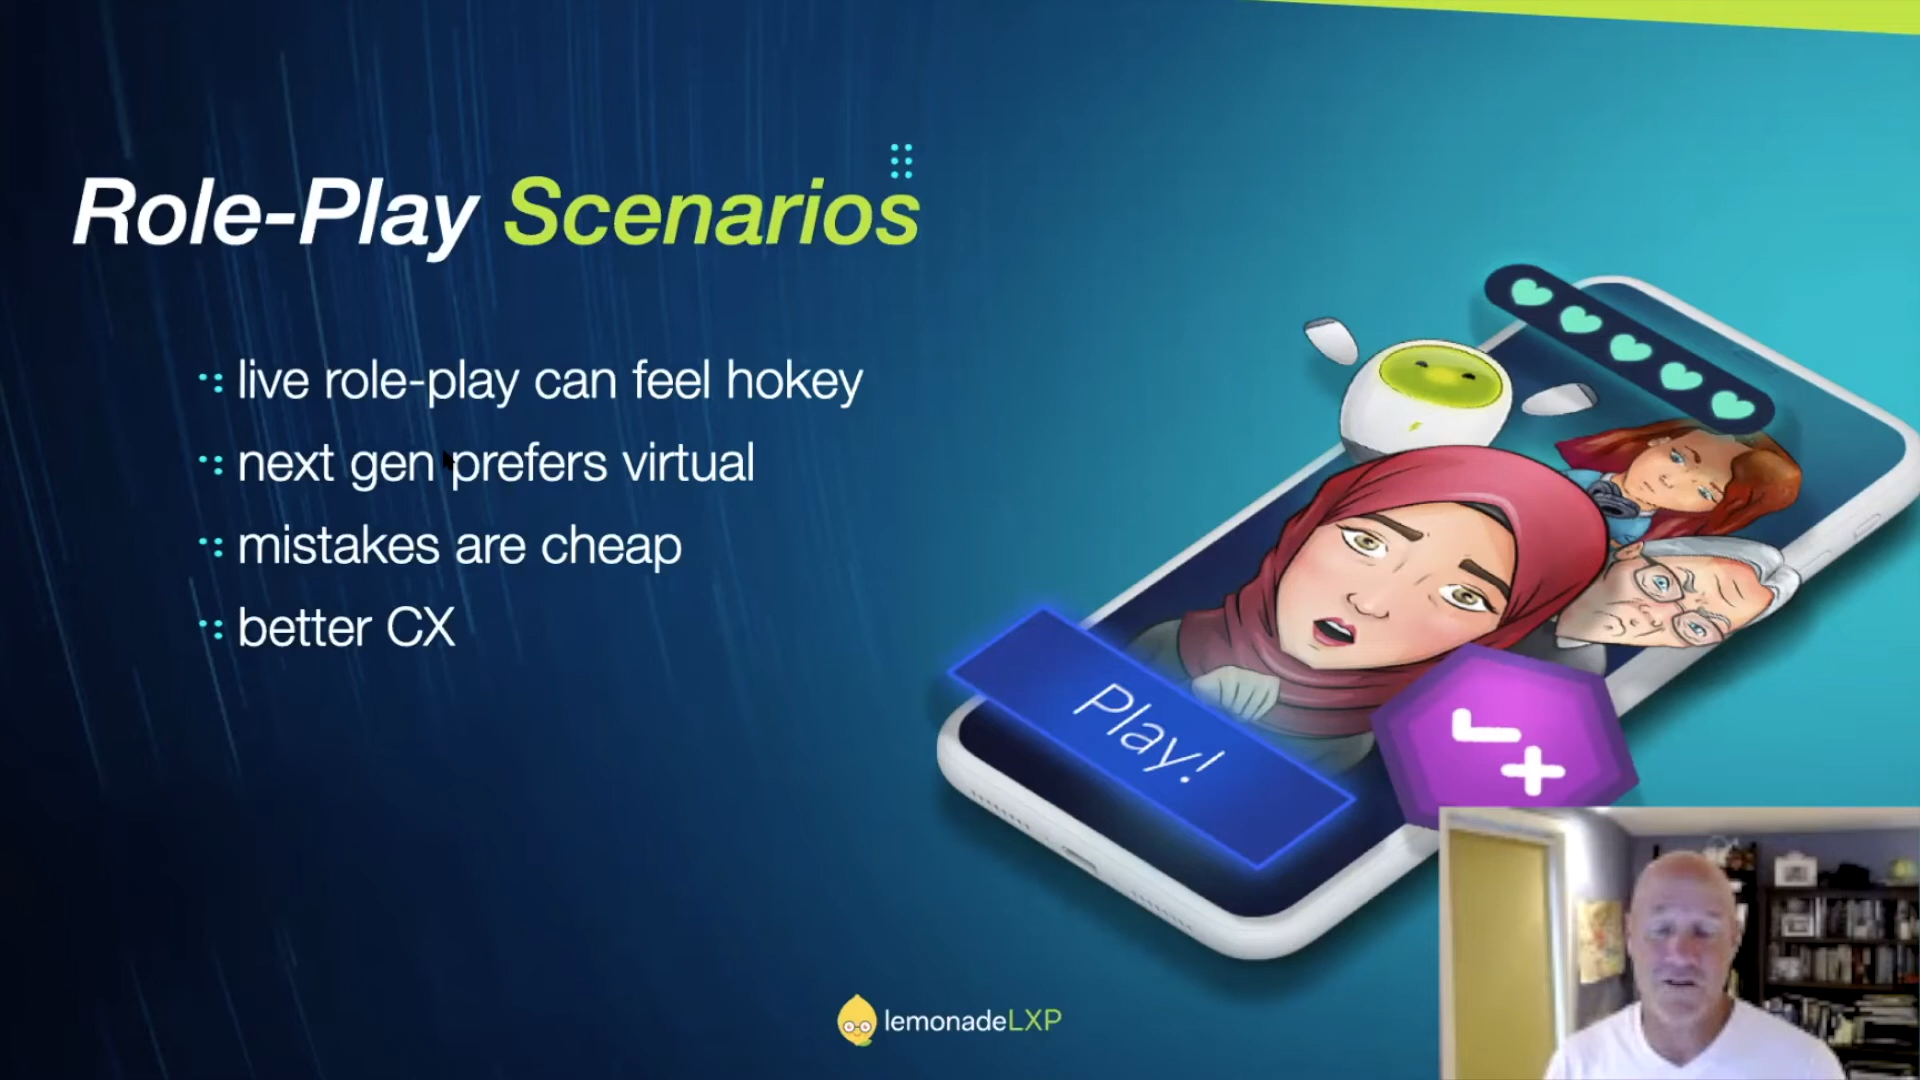 Role-Play Scenarios
live role-play can feel hokey
next gen prefers virtual
mistakes are cheap
better CX
Play!
lemonadeLXP